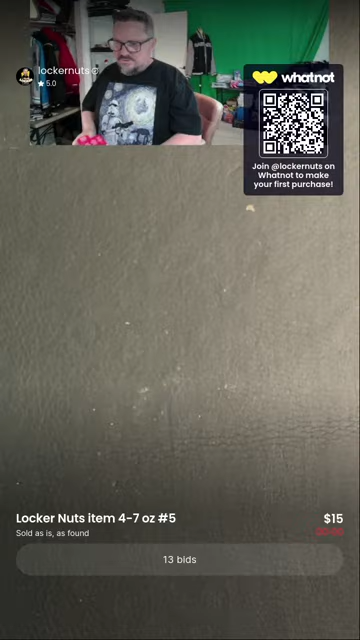 lockernuts
5.0
whatnot
Join @lockernuts on
Whatnot to make
your first purchase!
Locker Nuts item 4-7 oz #5
$15
Sold as is, as found
13 bids